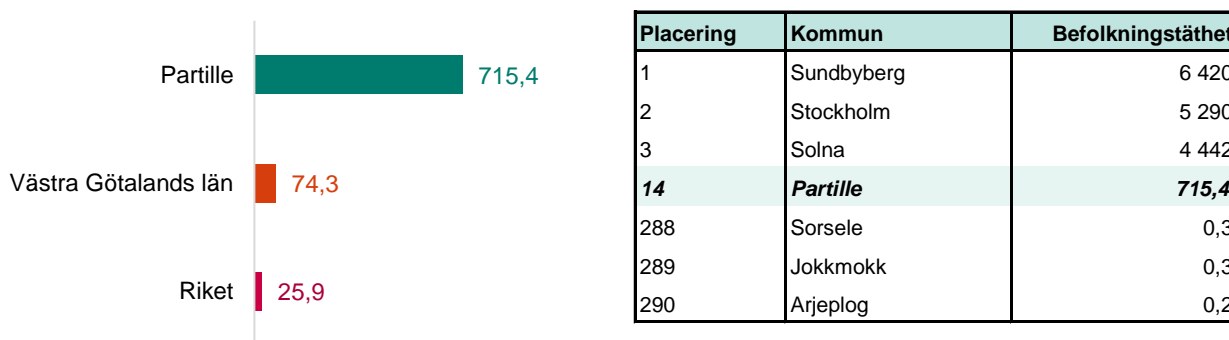 Partille 715,4
Västra Götalands län 74,3
Riket 25,9
Placering Kommun Befolkningstäthet
1 Sundbyberg 6 420
2 Stockholm 5 290
3 Solna 4 442
14 Partille 715,4
288 Sorsele 0,3
289 Jokkmokk 0,3
290 Arjeplog 0,2